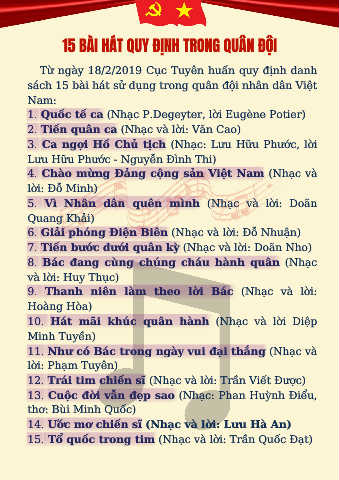 15 BÀI HÁT QUY ĐỊNH TRONG QUÂN ĐỘI
Từ ngày 18/2/2019 Cục Tuyên huấn quy định danh
sách 15 bài hát sử dụng trong quân đội nhân dân Việt
Nam:
1. Quốc tế ca (Nhạc P.Degeyter, lời Eugène Potier)
2. Tiến quân ca (Nhạc và lời: Văn Cao)
3. Ca ngợi Hồ Chủ tịch (Nhạc: Lưu Hữu Phước, lời
Lưu Hữu Phước - Nguyễn Đình Thi)
4. Chào mừng Đảng cộng sản Việt Nam (Nhạc và
lời: Đỗ Minh)
5. Vì Nhân dân quên mình (Nhạc và lời: Doãn
Quang Khải)
6. Giải phóng Điện Biên (Nhạc và lời: Đỗ Nhuận)
7. Tiến bước dưới quân kỳ (Nhạc và lời: Doãn Nho)
8. Bác đang cùng chúng cháu hành quân (Nhạc
và lời: Huy Thục)
9. Thanh niên làm theo lời Bác (Nhạc và lời:
Hoàng Hòa)
10. Hát mãi khúc quân hành (Nhạc và lời Diệp
Minh Tuyền)
11. Như có Bác trong ngày vui đại thắng (Nhạc và
lời: Phạm Tuyên)
12. Trái tim chiến sĩ (Nhạc và lời: Trần Viết Được)
13. Cuộc đời vẫn đẹp sao (Nhạc: Phan Huỳnh Điểu,
thơ: Bùi Minh Quốc)
14. Ước mơ chiến sĩ (Nhạc và lời: Lưu Hà An)
15. Tổ quốc trong tim (Nhạc và lời: Trần Quốc Đạt)